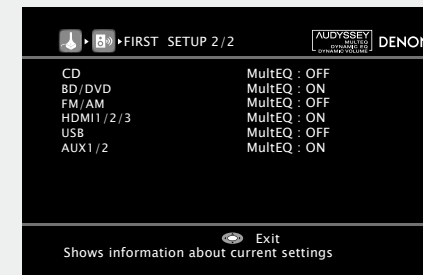 FIRST SETUP 2/2
AUDYSSEY
MULTEQ
DYNAMIC EQ
DYNAMIC VOLUME
DENON
CD MultEQ : OFF
BD/DVD MultEQ : ON
FM/AM MultEQ : OFF
HDMI1/2/3 MultEQ : ON
USB MultEQ : OFF
AUX1/2 MultEQ : ON
Exit
Shows information about current settings